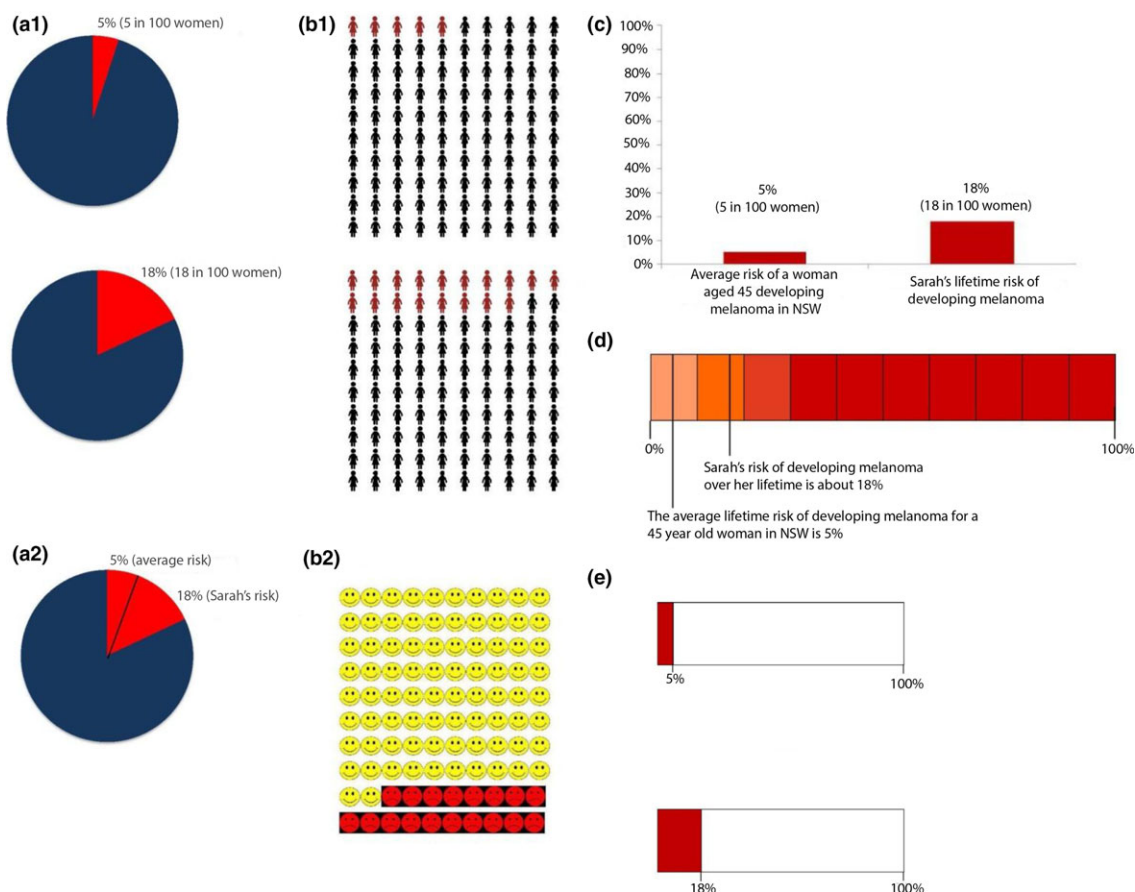 (a1)
5% (5 in 100 women)
18% (18 in 100 women)
(a2)
5% (average risk)
18% (Sarah's risk)
(b1)
(b2)
(c)
100%
90%
80%
70%
60%
50%
40%
30%
20%
10%
0%
5%
(5 in 100 women)
18%
(18 in 100 women)
Average risk of a woman
aged 45 developing
melanoma in NSW
Sarah's lifetime risk of
developing melanoma
(d)
0%
100%
Sarah's risk of developing melanoma
over her lifetime is about 18%
The average lifetime risk of developing melanoma for a
45 year old woman in NSW is 5%
(e)
5%
100%
18%
100%